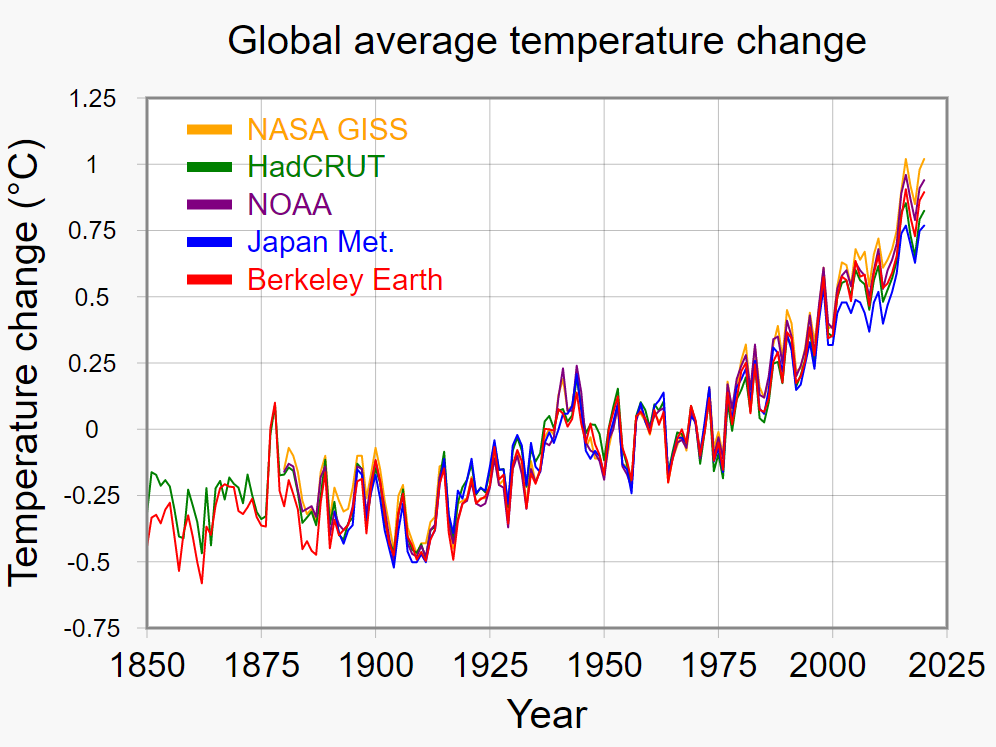 Global average temperature change
1.25
1
0.75
0.5
0.25
0
-0.25
-0.5
-0.75
Temperature change (°C)
NASA GISS
HadCRUT
NOAA
Japan Met.
Berkeley Earth
1850 1875 1900 1925 1950 1975 2000 2025
Year